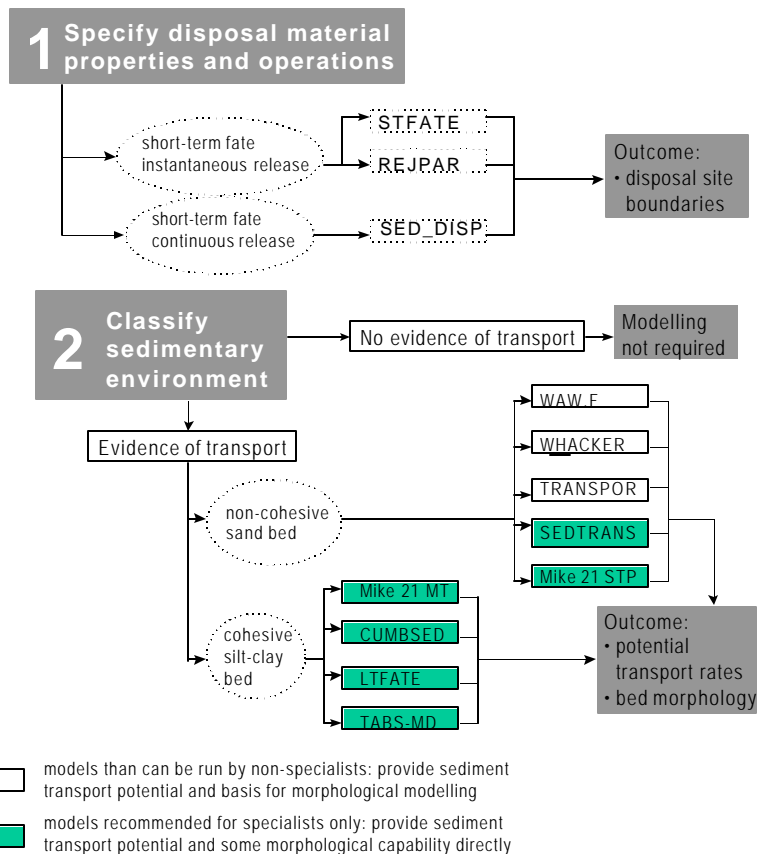 1 Specify disposal material
properties and operations
short-term fate
instantaneous release
STFATE
REJPAR
Outcome:
• disposal site
boundaries
short-term fate
continuous release
SED_DISP
2 Classify
sedimentary
environment
No evidence of transport
Modelling
not required
Evidence of transport
WAW.F
WHACKER
TRANSPOR
SEDTRANS
Mike 21 STP
non-cohesive
sand bed
Mike 21 MT
CUMBSED
LTFATE
TABS-MD
cohesive
silt-clay
bed
Outcome:
• potential
transport rates
• bed morphology
models than can be run by non-specialists: provide sediment
transport potential and basis for morphological modelling
models recommended for specialists only: provide sediment
transport potential and some morphological capability directly